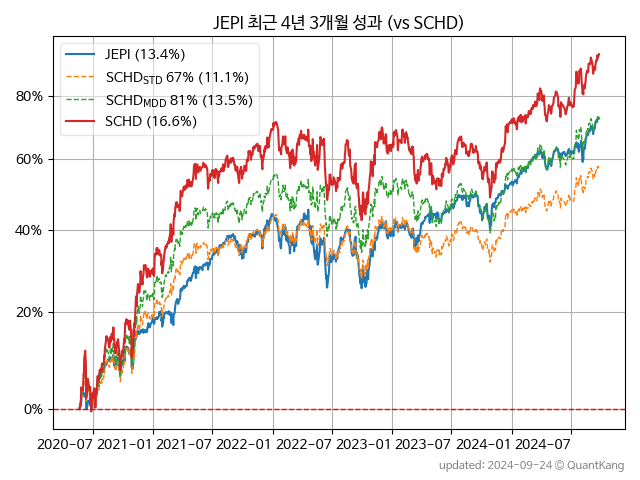 JEPI 최근 4년 3개월 성과 (vs SCHD)
JEPI (13.4%)
SCHDSTD 67% (11.1%)
SCHDMDD 81% (13.5%)
SCHD (16.6%)
80%
60%
40%
20%
0%
2020-07 2021-01 2021-07 2022-01 2022-07 2023-01 2023-07 2024-01 2024-07
updated: 2024-09-24 @ QuantKang